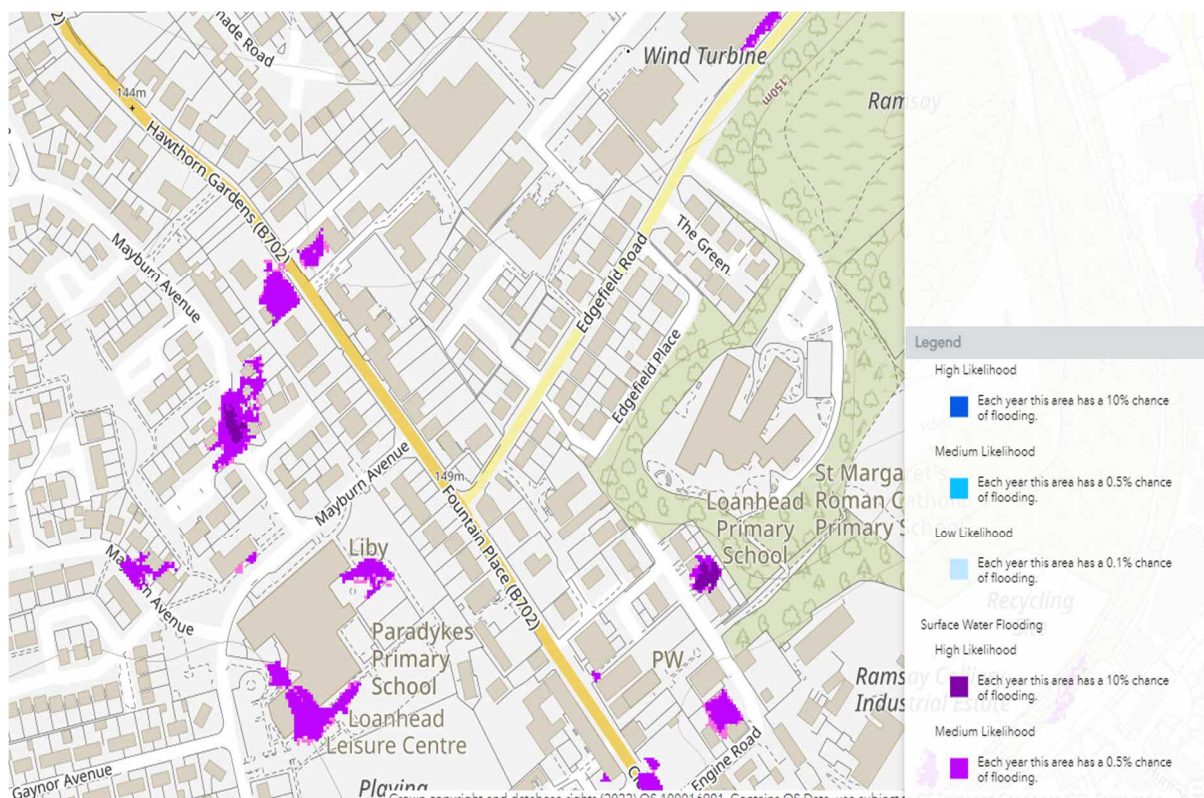 2)
nade Road
144m
Hawthorn Gardens (B702)
Mayburn Avenue
Wind Turbine
150m
Ramsay
The Green
Edgefield Road
Edgefield Place
149m
Mayburn Avenue
Fountain Place (B702)
Loanhead
Primary
School
St Margaret's
Roman Catholic
Primary School
Liby
Mayburn Avenue
Paradykes
Primary
School
Loanhead
Leisure Centre
PW
Ramsay Colliery
Industrial Estate
Recycling
Site
Engine Road
Gaynor Avenue
Playing
Legend
High Likelihood
Each year this area has a 10% chance
of flooding.
Medium Likelihood
Each year this area has a 0.5% chance
of flooding.
Low Likelihood
Each year this area has a 0.1% chance
of flooding.
Surface Water Flooding
High Likelihood
Each year this area has a 10% chance
of flooding.
Medium Likelihood
Each year this area has a 0.5% chance
of flooding.